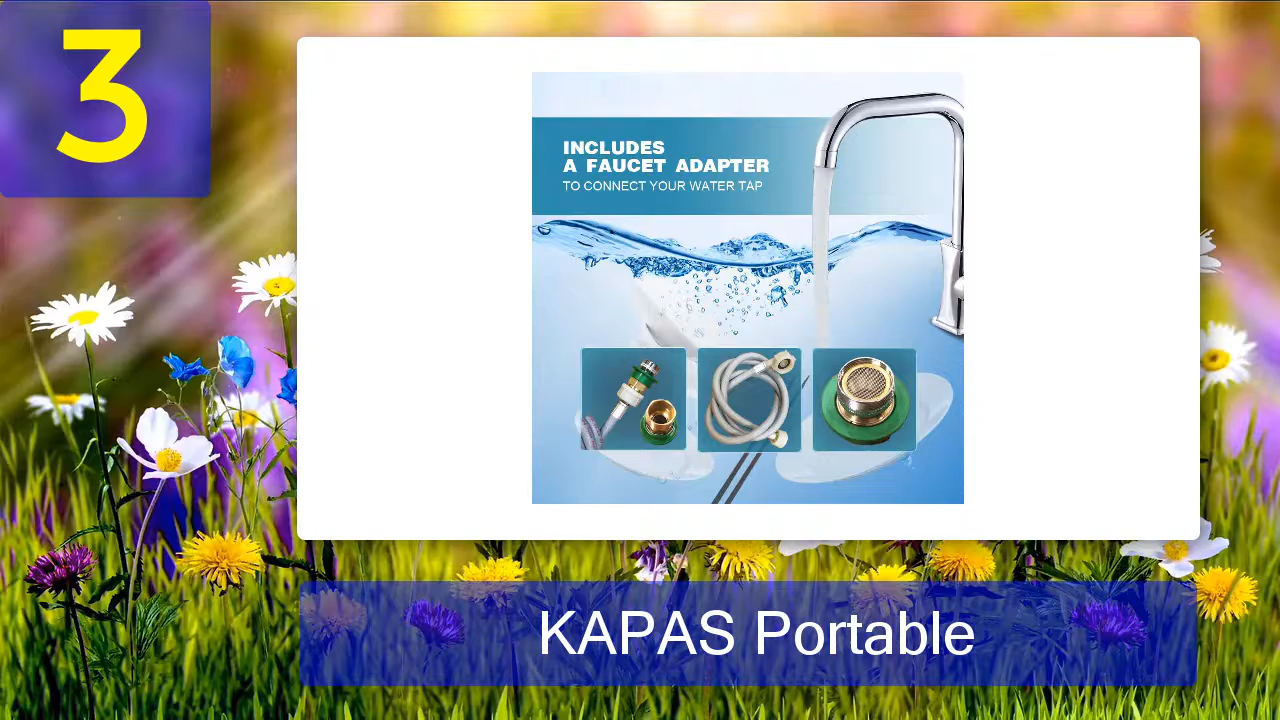 3
INCLUDES
A FAUCET ADAPTER
TO CONNECT YOUR WATER TAP
KAPAS Portable